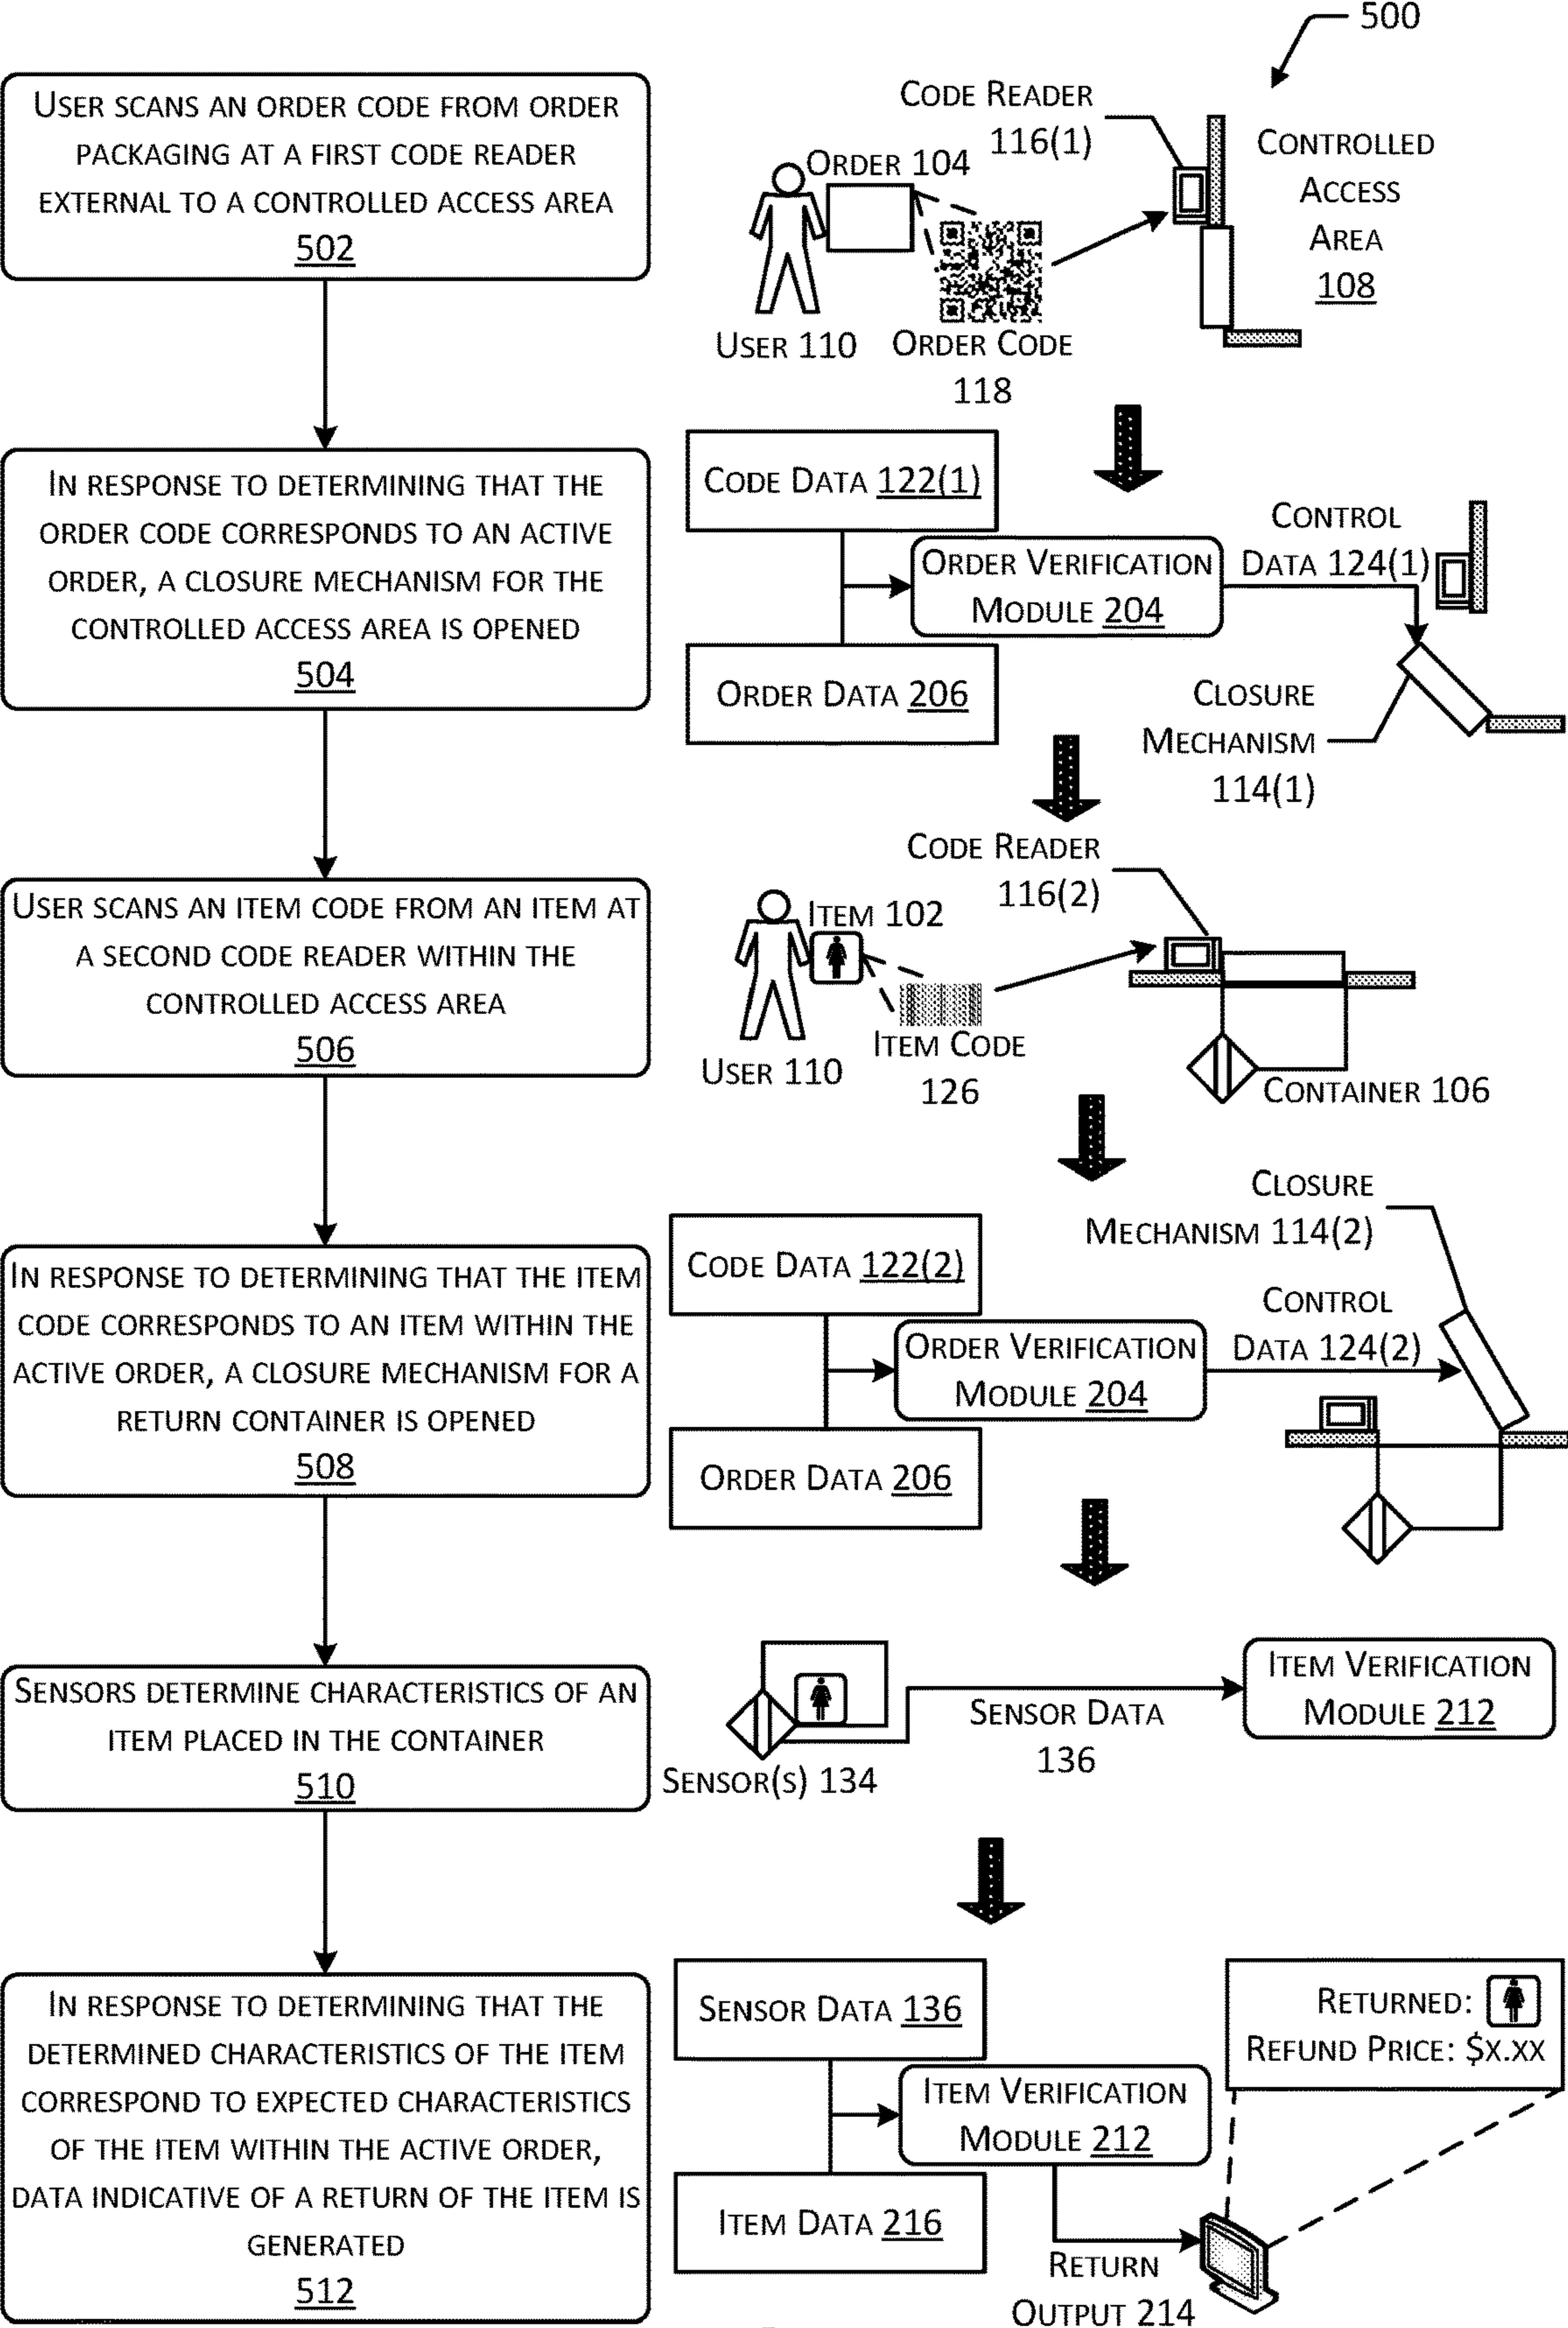 500
USER SCANS AN ORDER CODE FROM ORDER
PACKAGING AT A FIRST CODE READER
EXTERNAL TO A CONTROLLED ACCESS AREA
502
CODE READER
116(1)
ORDER 104
CONTROLLED
ACCESS
AREA
108
USER 110
ORDER CODE
118
IN RESPONSE TO DETERMINING THAT THE
ORDER CODE CORRESPONDS TO AN ACTIVE
ORDER, A CLOSURE MECHANISM FOR THE
CONTROLLED ACCESS AREA IS OPENED
504
CODE DATA 122(1)
ORDER VERIFICATION
MODULE 204
ORDER DATA 206
CONTROL
DATA 124(1)
CLOSURE
MECHANISM
114(1)
USER SCANS AN ITEM CODE FROM AN ITEM AT
A SECOND CODE READER WITHIN THE
CONTROLLED ACCESS AREA
506
CODE READER
116(2)
ITEM 102
USER 110
ITEM CODE
126
CONTAINER 106
IN RESPONSE TO DETERMINING THAT THE ITEM
CODE CORRESPONDS TO AN ITEM WITHIN THE
ACTIVE ORDER, A CLOSURE MECHANISM FOR A
RETURN CONTAINER IS OPENED
508
CLOSURE
MECHANISM 114(2)
CODE DATA 122(2)
ORDER VERIFICATION
MODULE 204
ORDER DATA 206
CONTROL
DATA 124(2)
SENSORS DETERMINE CHARACTERISTICS OF AN
ITEM PLACED IN THE CONTAINER
510
SENSOR(S) 134
SENSOR DATA
136
ITEM VERIFICATION
MODULE 212
IN RESPONSE TO DETERMINING THAT THE
DETERMINED CHARACTERISTICS OF THE ITEM
CORRESPOND TO EXPECTED CHARACTERISTICS
OF THE ITEM WITHIN THE ACTIVE ORDER,
DATA INDICATIVE OF A RETURN OF THE ITEM IS
GENERATED
512
SENSOR DATA 136
ITEM VERIFICATION
MODULE 212
ITEM DATA 216
RETURN
OUTPUT 214
RETURNED:
REFUND PRICE: $X.XX